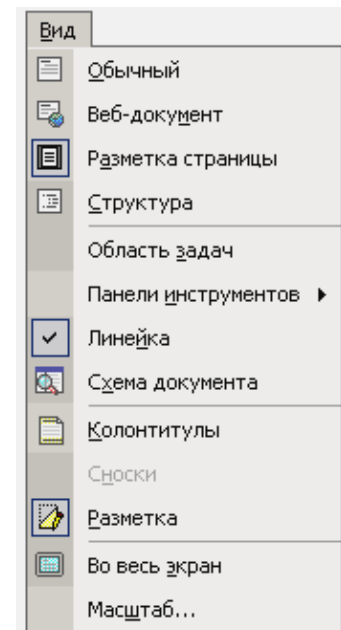 Вид
Обычный
Веб-документ
Разметка страницы
Структура
Область задач
Панели инструментов
Линейка
Схема документа
Колонтитулы
Сноски
Разметка
Во весь экран
Масштаб...